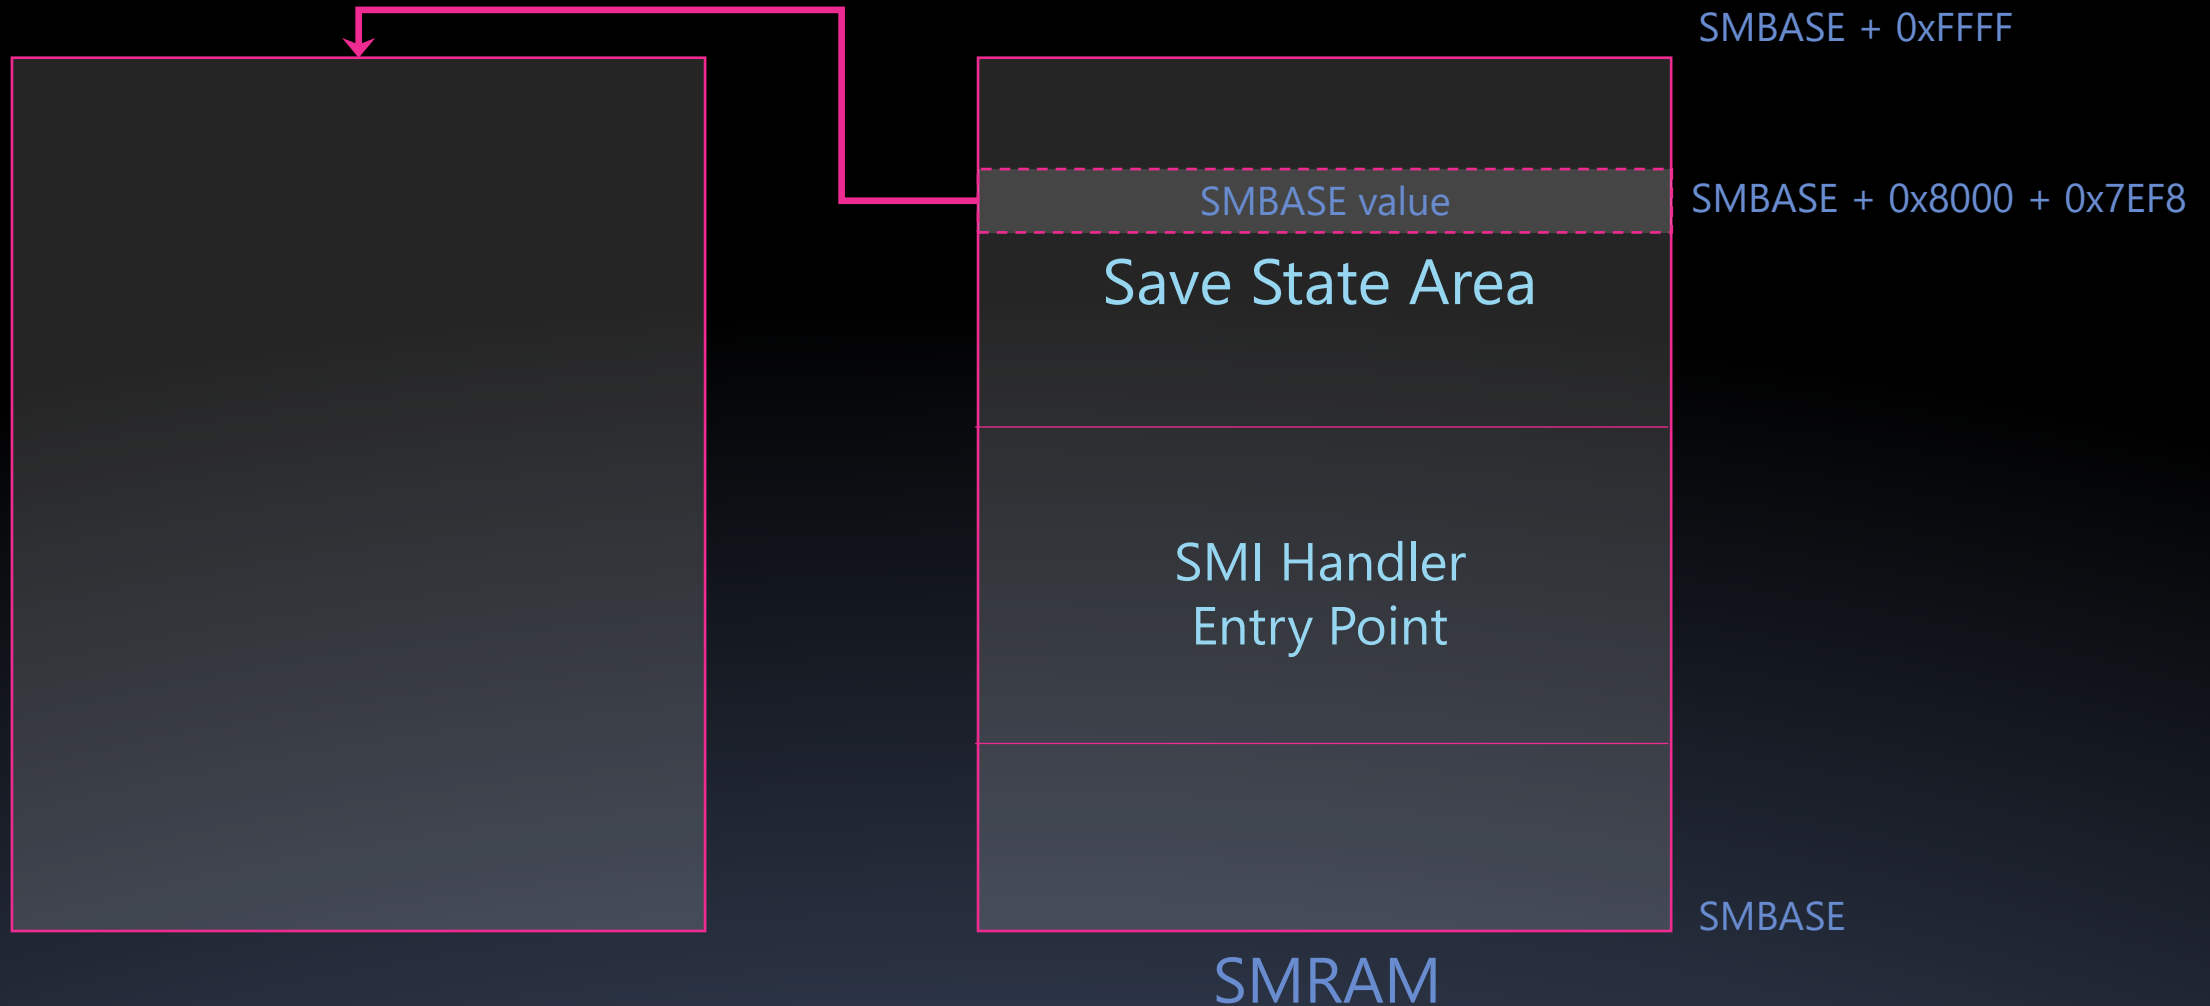 SMBASE + 0xFFFF
SMBASE value
SMBASE + 0x8000 + 0x7EF8
Save State Area
SMI Handler
Entry Point
SMBASE
SMRAM